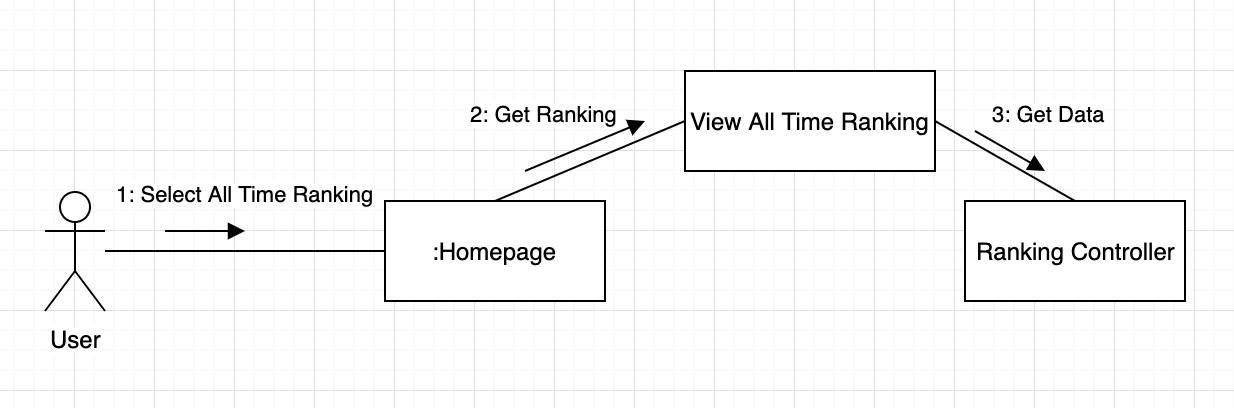 2: Get Ranking
View All Time Ranking
3: Get Data
1: Select All Time Ranking
:Homepage
Ranking Controller
User